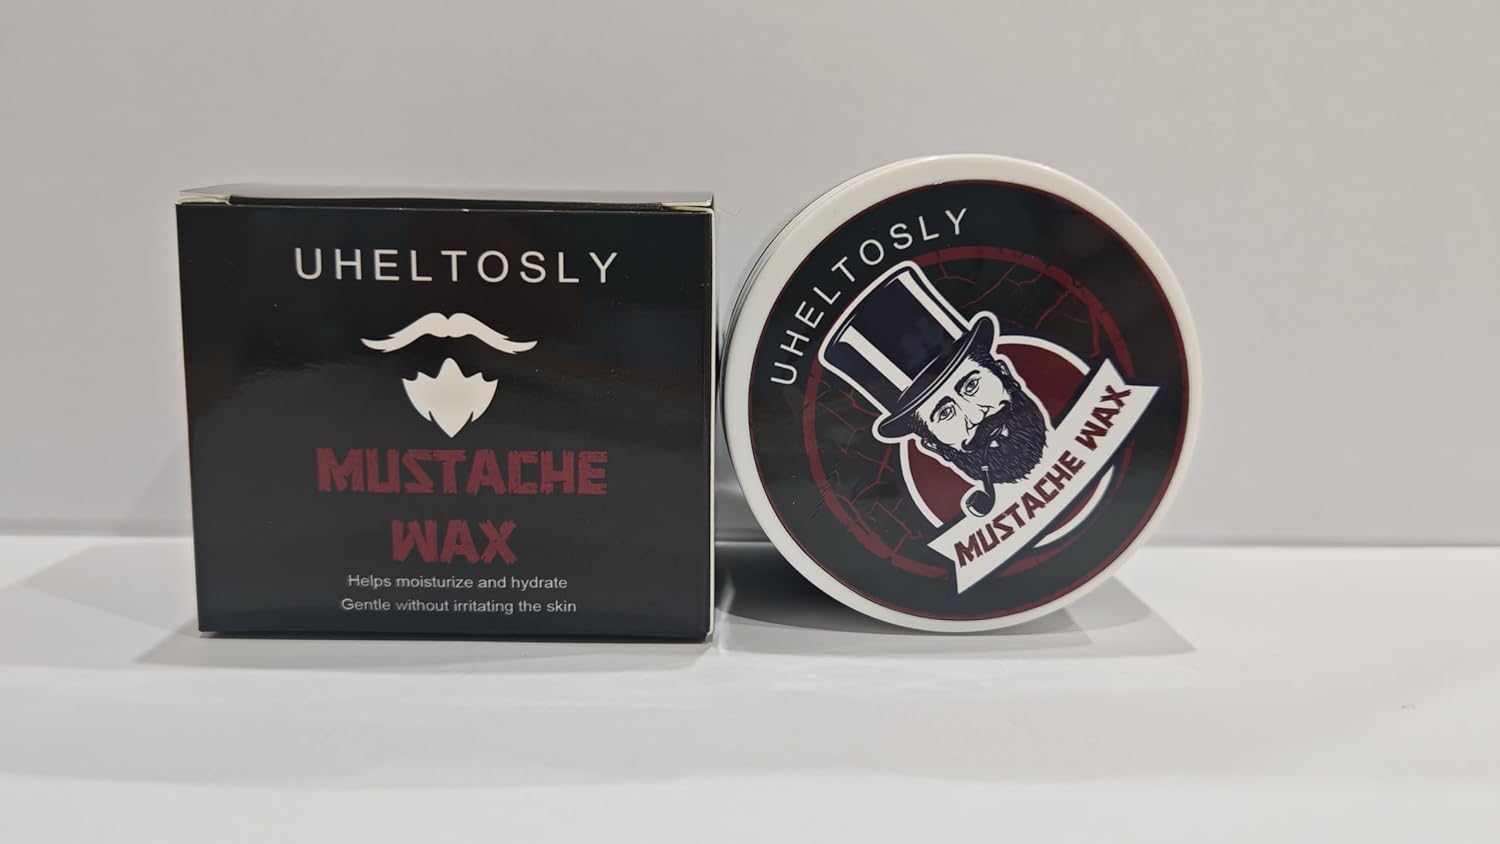 UHELTOSLY
MUSTACHE
WAX
Helps moisturize and hydrate
Gentle without irritating the skin
UHELTOSLY
MUSTACHE WAX